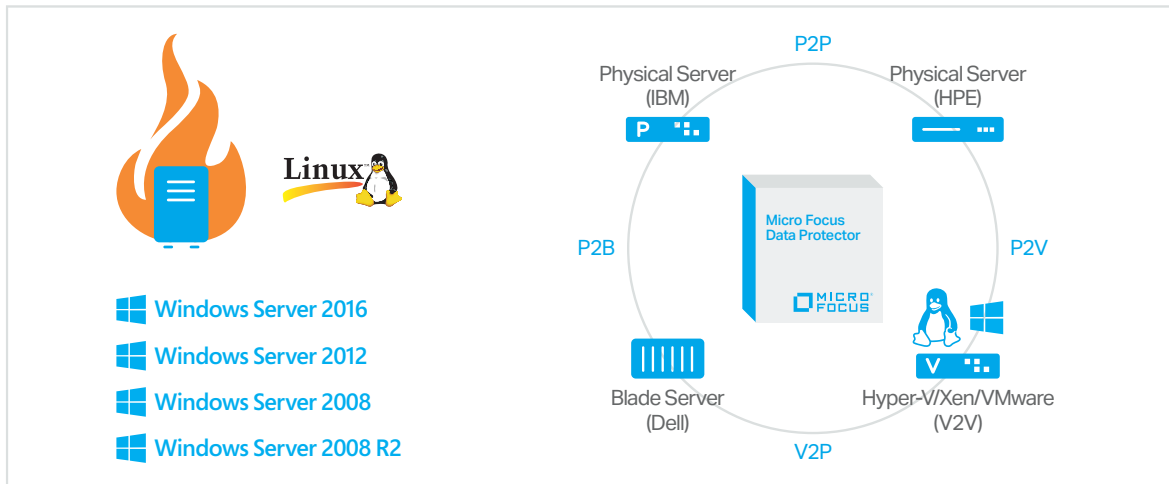 Linux™
Windows Server 2016
Windows Server 2012
Windows Server 2008
Windows Server 2008 R2
P2P
Physical Server
(IBM)
P
Physical Server
(HPE)
Micro Focus
Data Protector
MICRO
FOCUS
P2B
P2V
Blade Server
(Dell)
V
Hyper-V/Xen/VMware
(V2V)
V2P